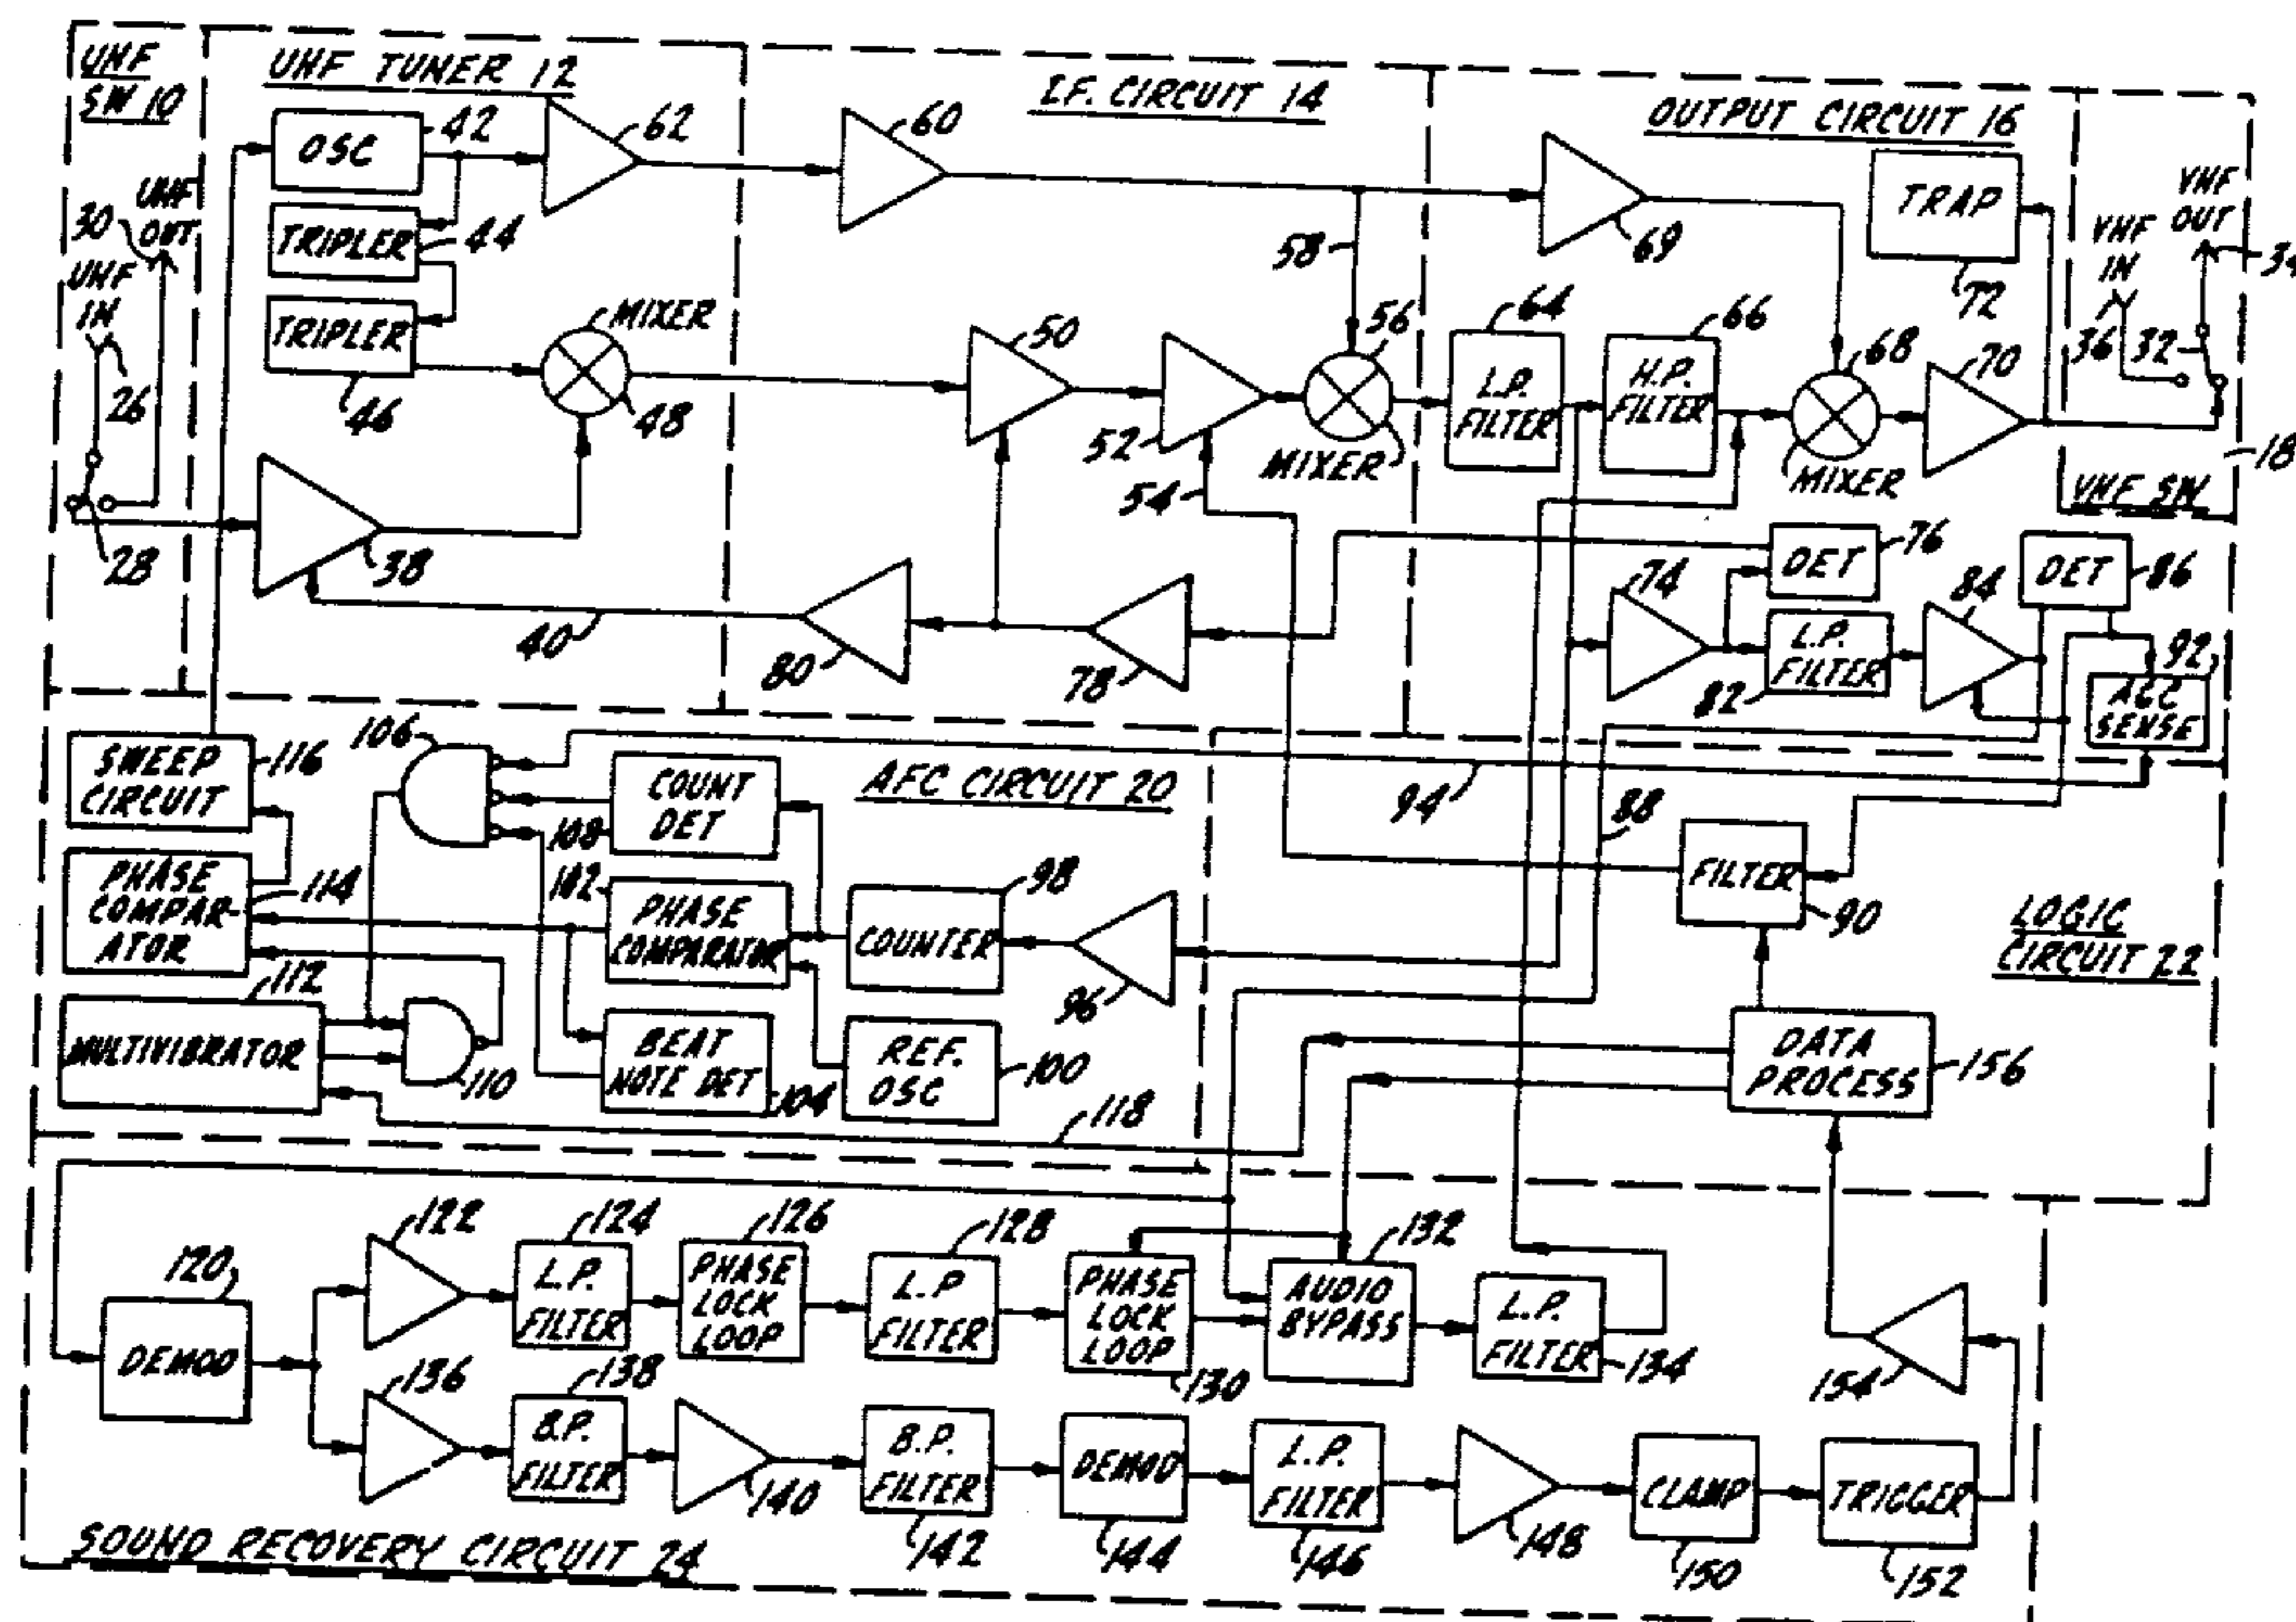 UHF
SW 10
UHF TUNER 12
I.F. CIRCUIT 14
OUTPUT CIRCUIT 16
OSC
42
62
60
69
TRAP
72
VHF
OUT
34
VHF
IN
36
32
30
UHF
OUT
UHF
IN
26
28
TRIPLER
44
TRIPLER
46
MIXER
48
50
52
54
56
58
MIXER
64
L.P.
FILTER
66
H.P.
FILTER
68
MIXER
70
18
VHF SW
38
40
80
78
74
DET
76
L.P.
FILTER
82
84
DET
86
92
AGC
SENSE
SWEEP
CIRCUIT
116
106
COUNT
DET
108
AFC CIRCUIT 20
94
88
FILTER
90
LOGIC
CIRCUIT 22
PHASE
COMPAR-
ATOR
114
102
PHASE
COMPARATOR
98
COUNTER
96
112
MULTIVIBRATOR
110
BEAT
NOTE DET
104
REF.
OSC
100
118
DATA
PROCESS
156
120
DEMOD
122
124
L.P.
FILTER
126
PHASE
LOCK
LOOP
128
L.P
FILTER
PHASE
LOCK
LOOP
130
132
AUDIO
BYPASS
L.P.
FILTER
134
154
136
138
B.P.
FILTER
140
B.P.
FILTER
142
DEMOD
144
L.P.
FILTER
146
148
CLAMP
150
TRIGGER
152
SOUND RECOVERY CIRCUIT 24